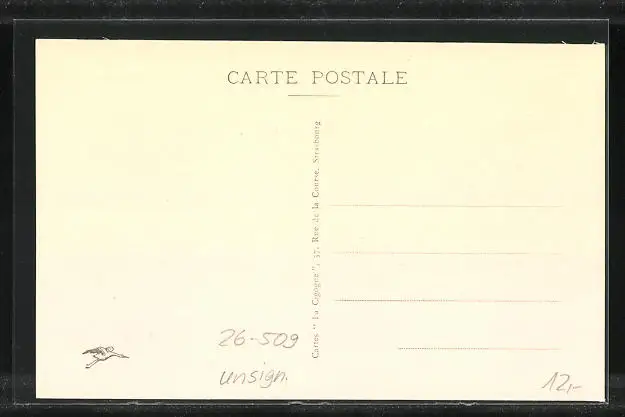 CARTE POSTALE
Cartes " La Cigogne ", 37, Rue de la Course, Strasbourg
26-509
unsign.
12,-